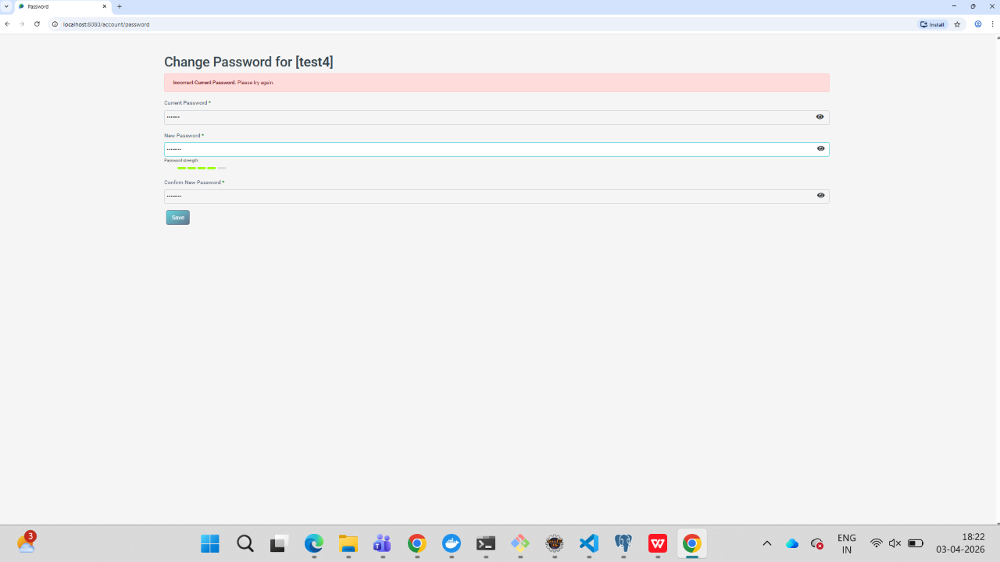 Password
localhost:8080/account/password
Install
Change Password for [test4]
Incorrect Current Password. Please try again.
Current Password *
•••••••
New Password *
••••••••
Password strength:
Confirm New Password *
••••••••
Save
3
ENG
IN
18:22
03-04-2026